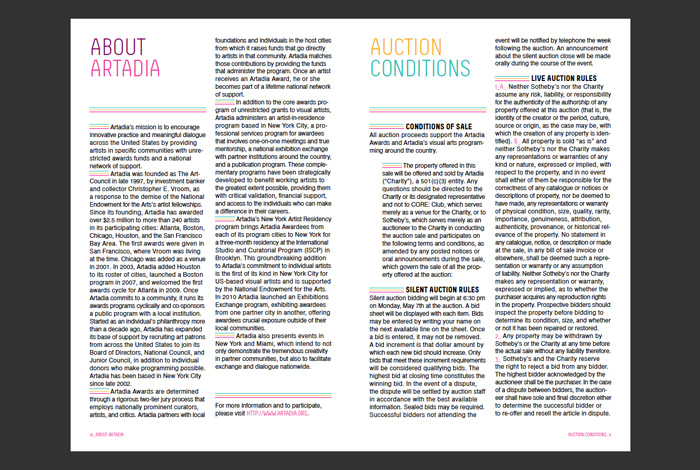 ABOUT
ARTADIA
Artadia's mission is to encourage
innovative practice and meaningful dialogue
across the United States by providing
artists in specific communities with unre-
stricted awards funds and a national
network of support.
Artadia was founded as The Art-
Council in late 1997, by investment banker
and collector Christopher E. Vroom, as
a response to the demise of the National
Endowment for the Arts's artist fellowships.
Since its founding, Artadia has awarded
over $2.5 million to more than 240 artists
in its participating cities: Atlanta, Boston,
Chicago, Houston, and the San Francisco
Bay Area. The first awards were given in
San Francisco, where Vroom was living
at the time. Chicago was added as a venue
in 2001. In 2003, Artadia added Houston
to its roster of cities, launched a Boston
program in 2007, and welcomed the first
awards cycle for Atlanta in 2009. Once
Artadia commits to a community, it runs its
awards programs cyclically and co-sponsors
a public program with a local institution.
Started as an individual's philanthropy more
than a decade ago, Artadia has expanded
its base of support by recruiting art patrons
from across the United States to join its
Board of Directors, National Council, and
Junior Council, in addition to individual
donors who make programming possible.
Artadia has been based in New York City
since late 2002.
Artadia Awards are determined
through a rigorous two-tier jury process that
employs nationally prominent curators,
artists, and critics. Artadia partners with local
foundations and individuals in the host cities
from which it raises funds that go directly
to artists in that community. Artadia matches
those contributions by providing the funds
that administer the program. Once an artist
receives an Artadia Award, he or she
becomes part of a lifetime national network
of support.
In addition to the core awards pro-
gram of unrestricted grants to visual artists,
Artadia administers an artist-in-residence
program based in New York City, a pro-
fessional services program for awardees
that involves one-on-one meetings and true
mentorship, a national exhibition exchange
with partner institutions around the country,
and a publication program. These comple-
mentary programs have been strategically
developed to benefit working artists to
the greatest extent possible, providing them
with critical validation, financial support,
and access to the individuals who can make
a difference in their careers.
Artadia's New York Artist Residency
program brings Artadia Awardees from
each of its program cities to New York for
a three-month residency at the International
Studio and Curatorial Program (ISCP) in
Brooklyn. This groundbreaking addition
to Artadia's commitment to individual artists
is the first of its kind in New York City for
US-based visual artists and is supported
by the National Endowment for the Arts.
In 2010 Artadia launched an Exhibitions
Exchange program, exhibiting awardees
from one partner city in another, offering
awardees crucial exposure outside of their
local communities.
Artadia also presents events in
New York and Miami, which intend to not
only demonstrate the tremendous creativity
in partner communities, but also to facilitate
exchange and dialogue nationwide.
For more information and to participate,
please visit HTTP://WWW.ARTADIA.ORG.
ABOUT ARTADIA
AUCTION
CONDITIONS
CONDITIONS OF SALE
All auction proceeds support the Artadia
Awards and Artadia's visual arts program-
ming around the country.
The property offered in this
sale will be offered and sold by Artadia
("Charity"), a 501(c)(3) entity. Any
questions should be directed to the
Charity or its designated representative
and not to CORE: Club, which serves
merely as a venue for the Charity, or to
Sotheby's, which serves merely as an
auctioneer to the Charity in conducting
the auction sale and participates on
the following terms and conditions, as
amended by any posted notices or
oral announcements during the sale,
which govern the sale of all the prop-
erty offered at the auction:
SILENT AUCTION RULES
Silent auction bidding will begin at 6:30 pm
on Monday, May 7th at the auction. A bid
sheet will be displayed with each item. Bids
may be entered by writing your name on
the next available line on the sheet. Once
a bid is entered, it may not be removed.
A bid increment is that dollar amount by
which each new bid should increase. Only
bids that meet these increment requirements
will be considered qualifying bids. The
highest bid at closing time constitutes the
winning bid. In the event of a dispute,
the dispute will be settled by auction staff
in accordance with the best available
information. Sealed bids may be required.
Successful bidders not attending the
event will be notified by telephone the week
following the auction. An announcement
about the silent auction close will be made
orally during the course of the event.
LIVE AUCTION RULES
Neither Sotheby's nor the Charity
assume any risk, liability, or responsibility
for the authenticity of the authorship of any
property offered at this auction (that is, the
identity of the creator or the period, culture,
source or origin, as the case may be, with
which the creation of any property is iden-
tified). All property is sold "as is" and
neither Sotheby's nor the Charity makes
any representations or warranties of any
kind or nature, expressed or implied, with
respect to the property, and in no event
shall either of them be responsible for the
correctness of any catalogue or notices or
descriptions of property, nor be deemed to
have made, any representations or warranty
of physical condition, size, quality, rarity,
importance, genuineness, attribution,
authenticity, provenance, or historical rel-
evance of the property. No statement in
any catalogue, notice, or description or made
at the sale, in any bill of sale invoice or
elsewhere, shall be deemed such a repre-
sentation or warranty or any assumption
of liability. Neither Sotheby's nor the Charity
makes any representation or warranty,
expressed or implied, as to whether the
purchaser acquires any reproduction rights
in the property. Prospective bidders should
inspect the property before bidding to
determine its condition, size, and whether
or not it has been repaired or restored.
2_ Any property may be withdrawn by
Sotheby's or the Charity at any time before
the actual sale without any liability therefore.
3_ Sotheby's and the Charity reserve
the right to reject a bid from any bidder.
The highest bidder acknowledged by the
auctioneer shall be the purchaser. In the case
of a dispute between bidders, the auction-
eer shall have sole and final discretion either
to determine the successful bidder or
to re-offer and resell the article in dispute.
AUCTION CONDITIONS_